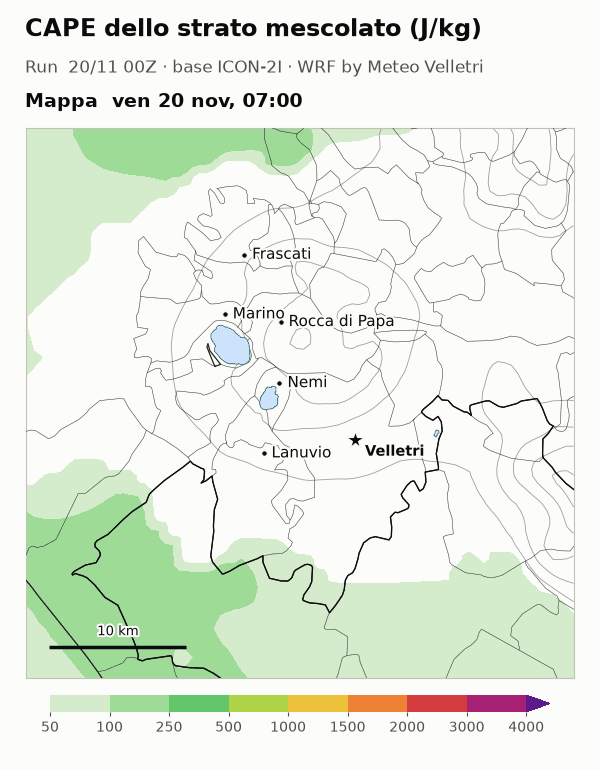 CAPE dello strato mescolato (J/kg)
Run 20/11 00Z · base ICON-2I · WRF by Meteo Velletri
Mappa ven 20 nov, 07:00
Frascati
Marino
Rocca di Papa
Nemi
Lanuvio
Velletri
10 km
50 100 250 500 1000 1500 2000 3000 4000